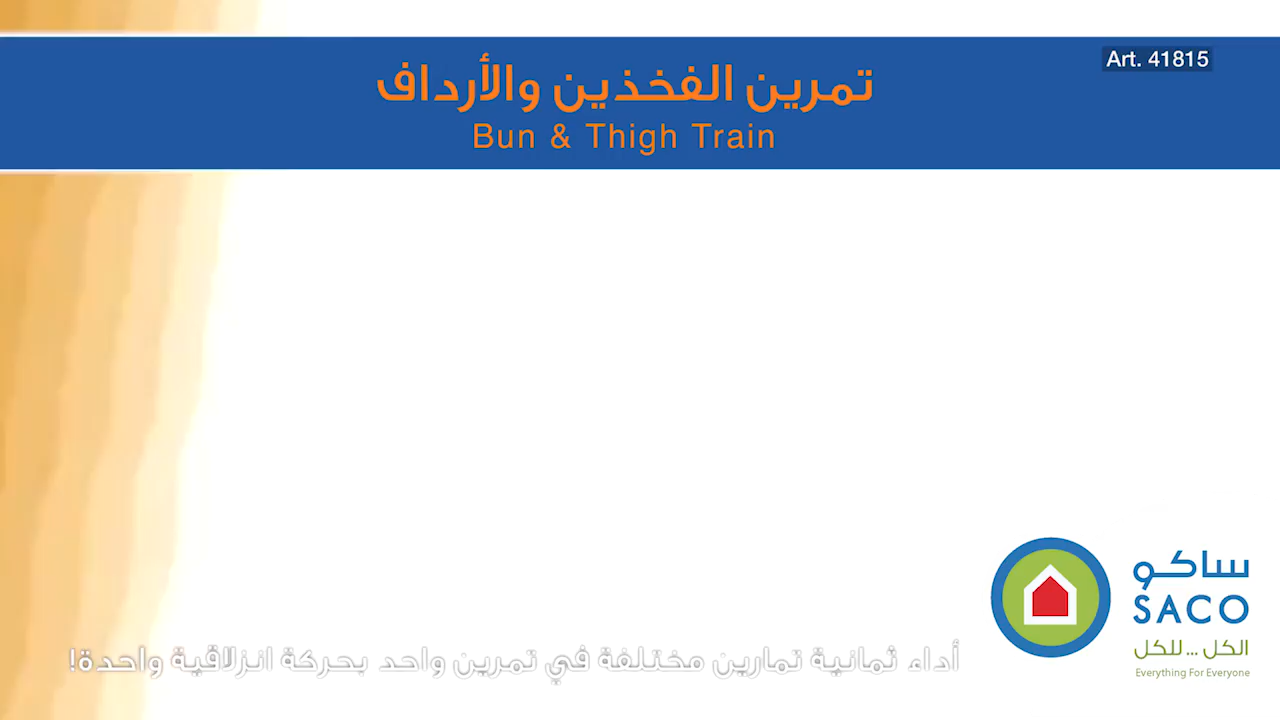 Art. 41815
تمرين الفخذين والأرداف
Bun & Thigh Train
ساكو
SACO
الكل ... للكل
Everything For Everyone
أداء ثمانية تمارين مختلفة في تمرين واحد بحركة انزلاقية واحدة!